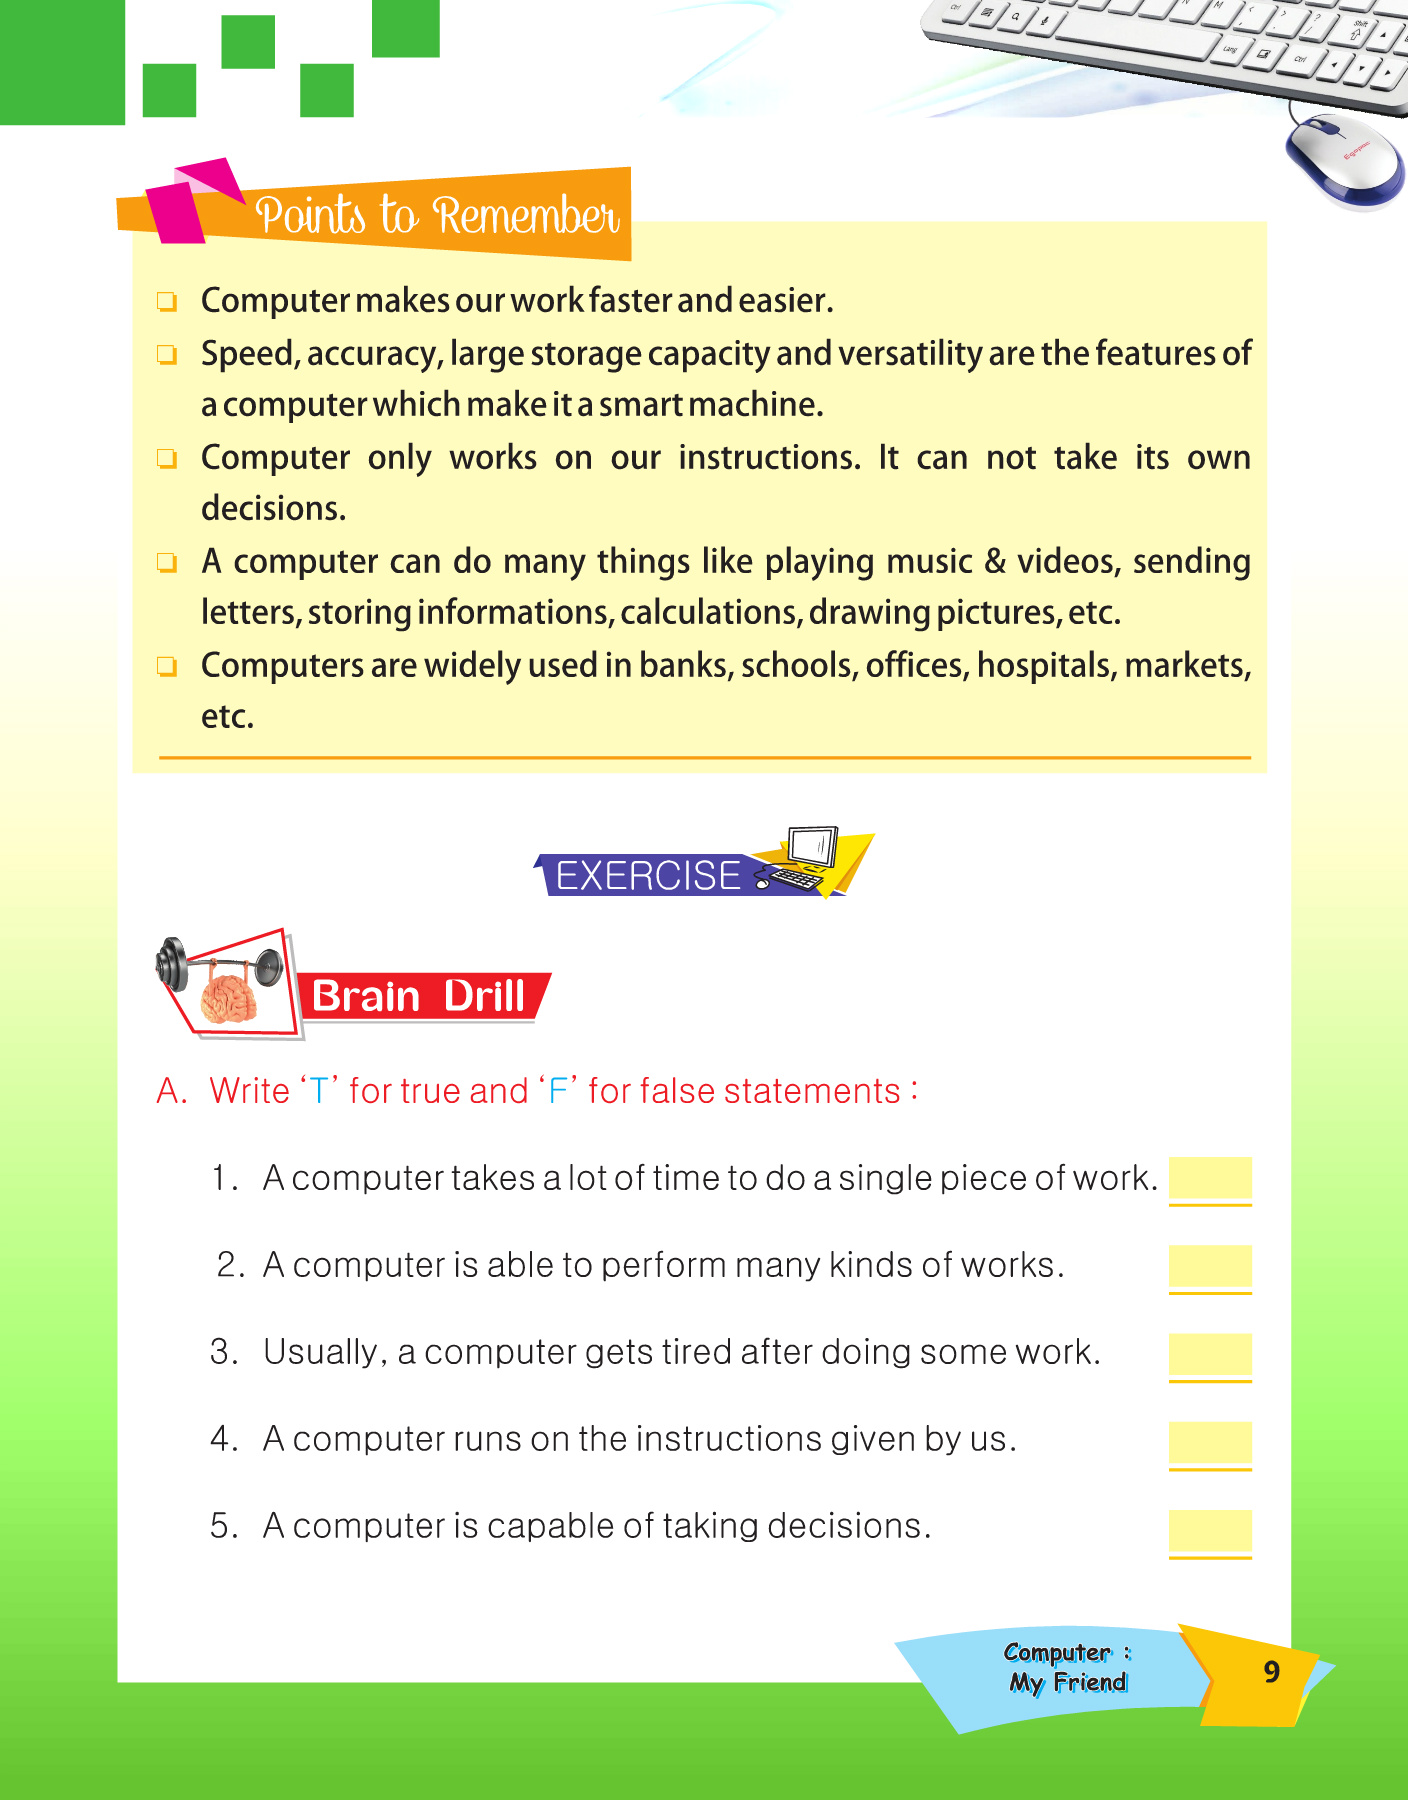 Ctrl
N
M
Shift
Lang
Ctrl
Points to Remember
Computer makes our work faster and easier.
Speed, accuracy, large storage capacity and versatility are the features of
a computer which make it a smart machine.
Computer only works on our instructions. It can not take its own
decisions.
A computer can do many things like playing music & videos, sending
letters, storing informations, calculations, drawing pictures, etc.
Computers are widely used in banks, schools, offices, hospitals, markets,
etc.
EXERCISE
Brain Drill
A. Write ‘T’ for true and ‘F’ for false statements :
1. A computer takes a lot of time to do a single piece of work.
2. A computer is able to perform many kinds of works.
3. Usually, a computer gets tired after doing some work.
4. A computer runs on the instructions given by us.
5. A computer is capable of taking decisions.
Computer :
My Friend
9